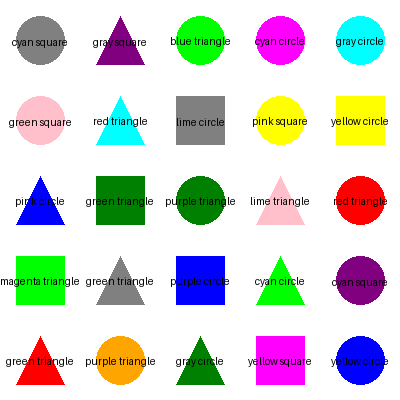 cyan square
gray square
blue triangle
cyan circle
gray circle
green square
red triangle
lime circle
pink square
yellow circle
pink circle
green triangle
purple triangle
lime triangle
red triangle
magenta triangle
green triangle
purple circle
cyan circle
cyan square
green triangle
purple triangle
gray circle
yellow square
yellow circle